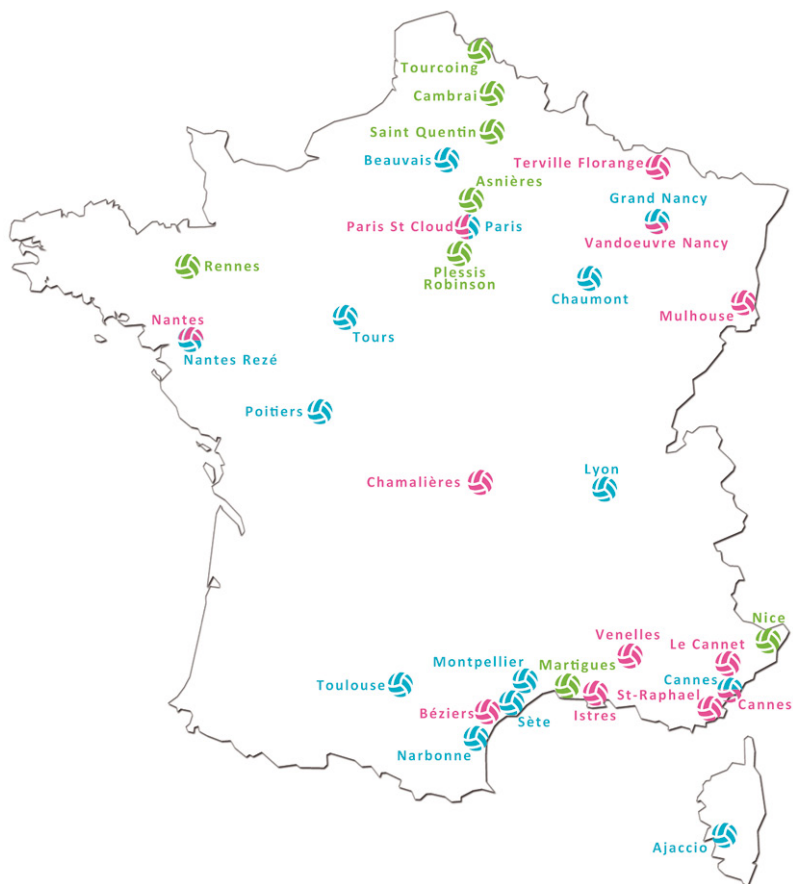 Tourcoing
Cambrai
Saint Quentin
Beauvais
Terville Florange
Asnières
Grand Nancy
Paris St Cloud
Paris
Vandoeuvre Nancy
Rennes
Plessis
Robinson
Chaumont
Nantes
Mulhouse
Tours
Nantes Rezé
Poitiers
Lyon
Chamalières
Nice
Venelles
Le Cannet
Montpellier
Martigues
Cannes
Toulouse
St-Raphael
Béziers
Istres
Cannes
Sète
Narbonne
Ajaccio